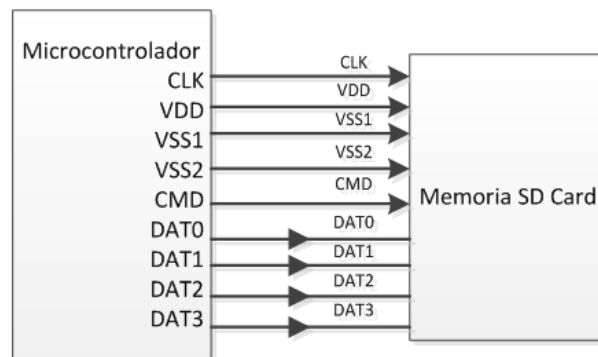 Microcontrolador
CLK
VDD
VSS1
VSS2
CMD
DAT0
DAT1
DAT2
DAT3
CLK
VDD
VSS1
VSS2
CMD
DAT0
DAT1
DAT2
DAT3
Memoria SD Card